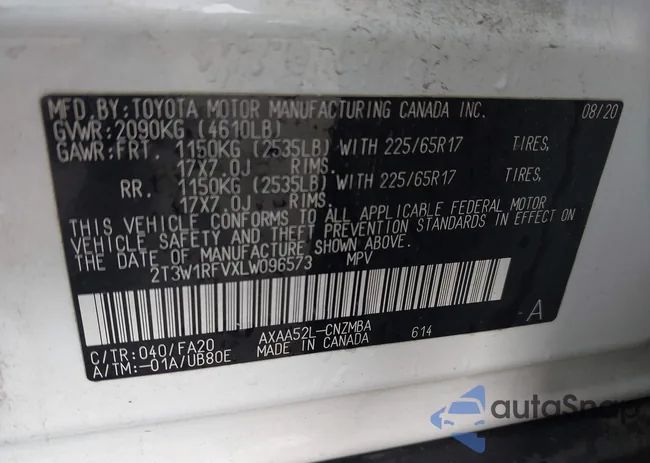 MFD.BY:TOYOTA MOTOR MANUFACTURING CANADA INC. 08/20
GVWR:2090KG (4610LB)
GAWR:FRT. 1150KG (2535LB) WITH 225/65R17 TIRES,
17X7.0J RIMS.
RR. 1150KG (2535LB) WITH 225/65R17 TIRES,
17X7.0J RIMS.
THIS VEHICLE CONFORMS TO ALL APPLICABLE FEDERAL MOTOR
VEHICLE SAFETY AND THEFT PREVENTION STANDARDS IN EFFECT ON
THE DATE OF MANUFACTURE SHOWN ABOVE.
2T3W1RFVXLW096573 MPV
C/TR:040/FA20 AXAA52L-CNZMBA 614 A
A/TM:-01A/UB80E MADE IN CANADA
autoSnap